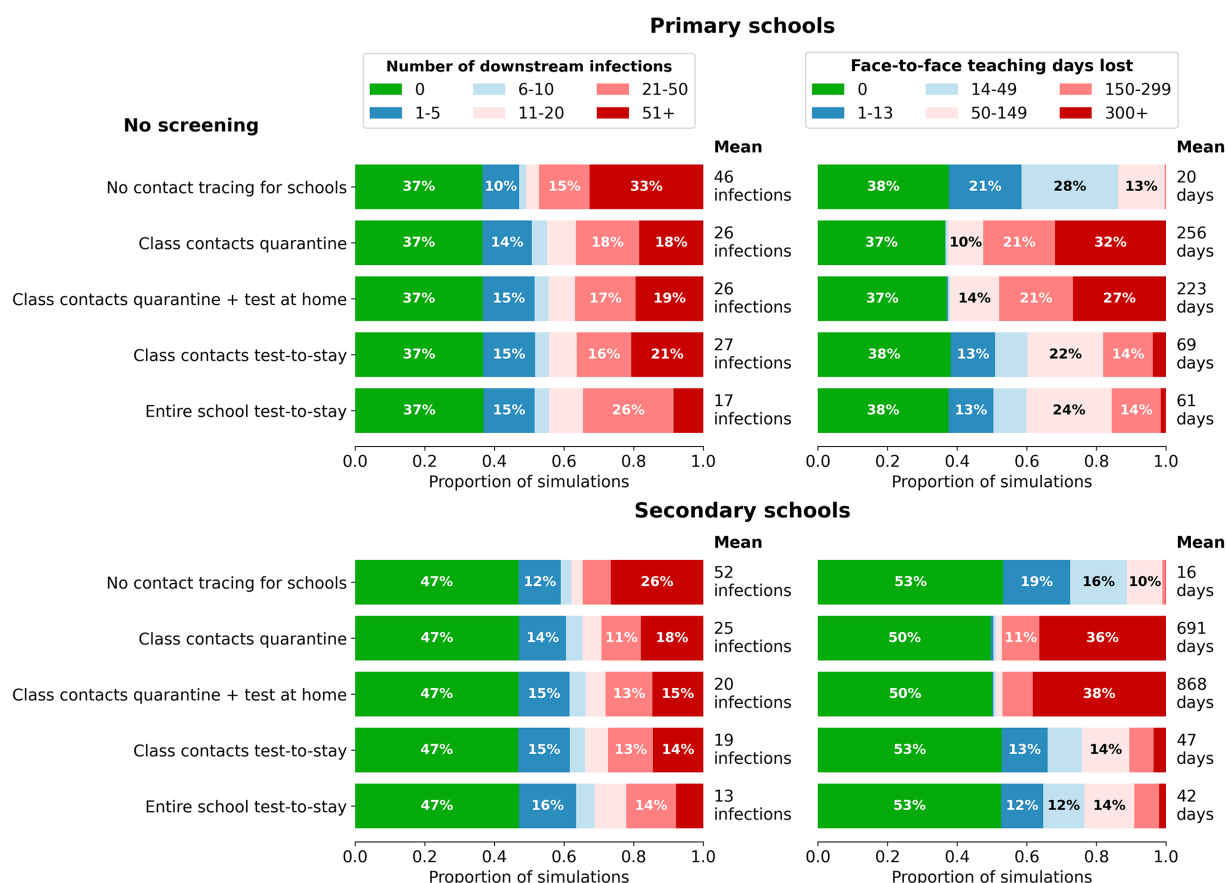 Primary schools
Number of downstream infections
0 6-10 21-50
1-5 11-20 51+
Face-to-face teaching days lost
0 14-49 150-299
1-13 50-149 300+
No screening
Mean Mean
No contact tracing for schools 37% 10% 15% 33% 46 infections 38% 21% 28% 13% 20 days
Class contacts quarantine 37% 14% 18% 18% 26 infections 37% 10% 21% 32% 256 days
Class contacts quarantine + test at home 37% 15% 17% 19% 26 infections 37% 14% 21% 27% 223 days
Class contacts test-to-stay 37% 15% 16% 21% 27 infections 38% 13% 22% 14% 69 days
Entire school test-to-stay 37% 15% 26% 17 infections 38% 13% 24% 14% 61 days
0.0 0.2 0.4 0.6 0.8 1.0 0.0 0.2 0.4 0.6 0.8 1.0
Proportion of simulations Proportion of simulations
Secondary schools
Mean Mean
No contact tracing for schools 47% 12% 26% 52 infections 53% 19% 16% 10% 16 days
Class contacts quarantine 47% 14% 11% 18% 25 infections 50% 11% 36% 691 days
Class contacts quarantine + test at home 47% 15% 13% 15% 20 infections 50% 38% 868 days
Class contacts test-to-stay 47% 15% 13% 14% 19 infections 53% 13% 14% 47 days
Entire school test-to-stay 47% 16% 14% 13 infections 53% 12% 12% 14% 42 days
0.0 0.2 0.4 0.6 0.8 1.0 0.0 0.2 0.4 0.6 0.8 1.0
Proportion of simulations Proportion of simulations